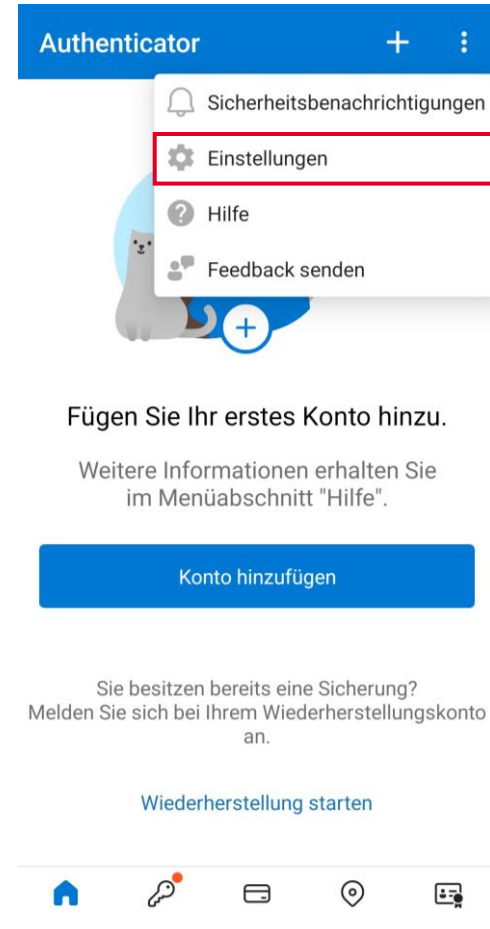 Authenticator
Sicherheitsbenachrichtigungen
Einstellungen
Hilfe
Feedback senden
Fügen Sie Ihr erstes Konto hinzu.
Weitere Informationen erhalten Sie
im Menüabschnitt "Hilfe".
Konto hinzufügen
Sie besitzen bereits eine Sicherung?
Melden Sie sich bei Ihrem Wiederherstellungskonto
an.
Wiederherstellung starten